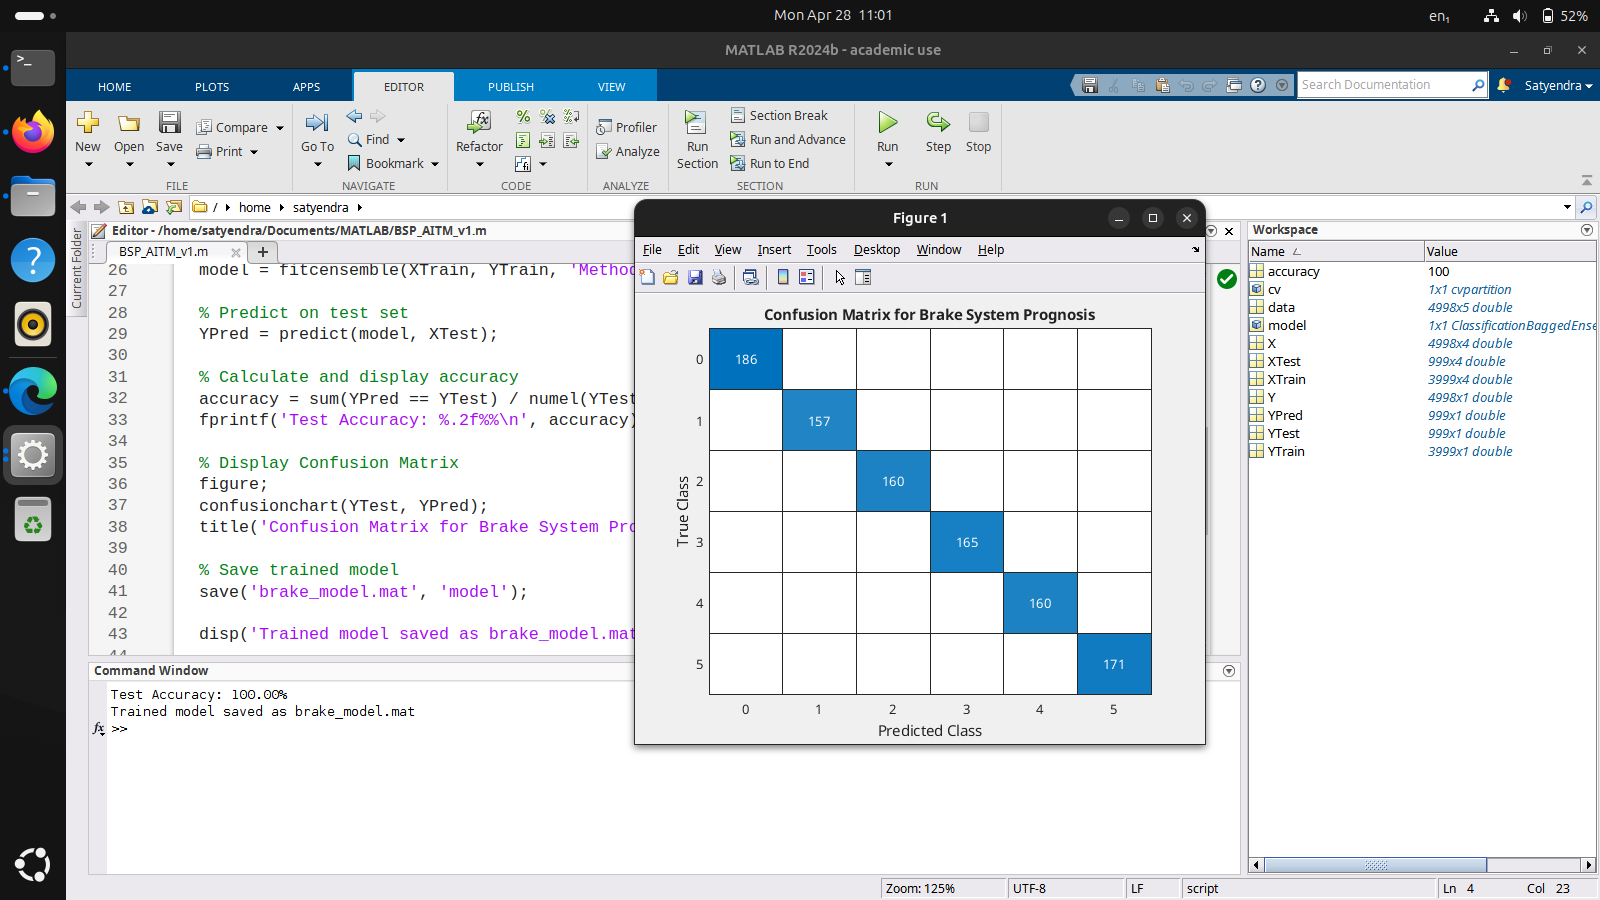 Mon Apr 28 11:01
en₁
52%
MATLAB R2024b - academic use
HOME PLOTS APPS EDITOR PUBLISH VIEW
Search Documentation
Satyendra
New Open Save
Compare
Print
FILE
Go To
Find
Bookmark
NAVIGATE
Refactor
CODE
Profiler
Analyze
ANALYZE
Run Section
Section Break
Run and Advance
Run to End
SECTION
Run Step Stop
RUN
/ home satyendra
Current Folder
Editor - /home/satyendra/Documents/MATLAB/BSP_AITM_v1.m
BSP_AITM_v1.m
26 model = fitcensemble(XTrain, YTrain, 'Metho
27
28 % Predict on test set
29 YPred = predict(model, XTest);
30
31 % Calculate and display accuracy
32 accuracy = sum(YPred == YTest) / numel(YTest
33 fprintf('Test Accuracy: %.2f%%\n', accuracy)
34
35 % Display Confusion Matrix
36 figure;
37 confusionchart(YTest, YPred);
38 title('Confusion Matrix for Brake System Pro
39
40 % Save trained model
41 save('brake_model.mat', 'model');
42
43 disp('Trained model saved as brake_model.mat
44
Command Window
Test Accuracy: 100.00%
Trained model saved as brake_model.mat
fx >>
Figure 1
File Edit View Insert Tools Desktop Window Help
Confusion Matrix for Brake System Prognosis
True Class
0 186
1 157
2 160
3 165
4 160
5 171
0 1 2 3 4 5
Predicted Class
Workspace
Name Value
accuracy 100
cv 1x1 cvpartition
data 4998x5 double
model 1x1 ClassificationBaggedEnse
X 4998x4 double
XTest 999x4 double
XTrain 3999x4 double
Y 4998x1 double
YPred 999x1 double
YTest 999x1 double
YTrain 3999x1 double
Zoom: 125% UTF-8 LF script Ln 4 Col 23